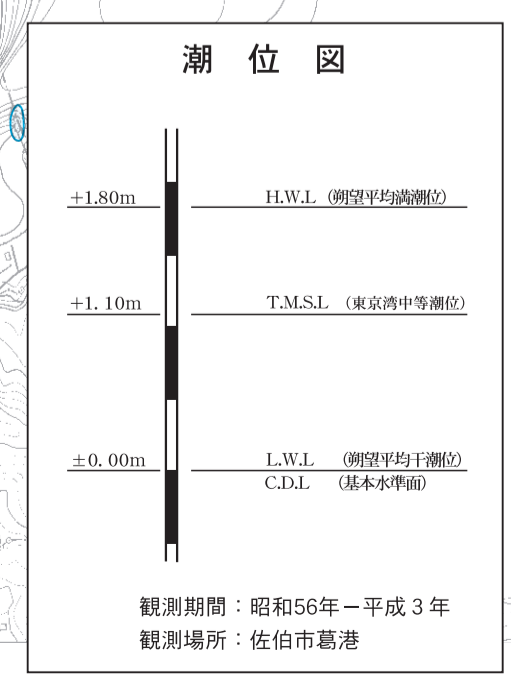 潮 位 図
+1.80m H.W.L (朔望平均満潮位)
+1. 10m T.M.S.L (東京湾中等潮位)
±0. 00m L.W.L (朔望平均干潮位)
C.D.L (基本水準面)
観測期間：昭和56年－平成３年
観測場所：佐伯市葛港